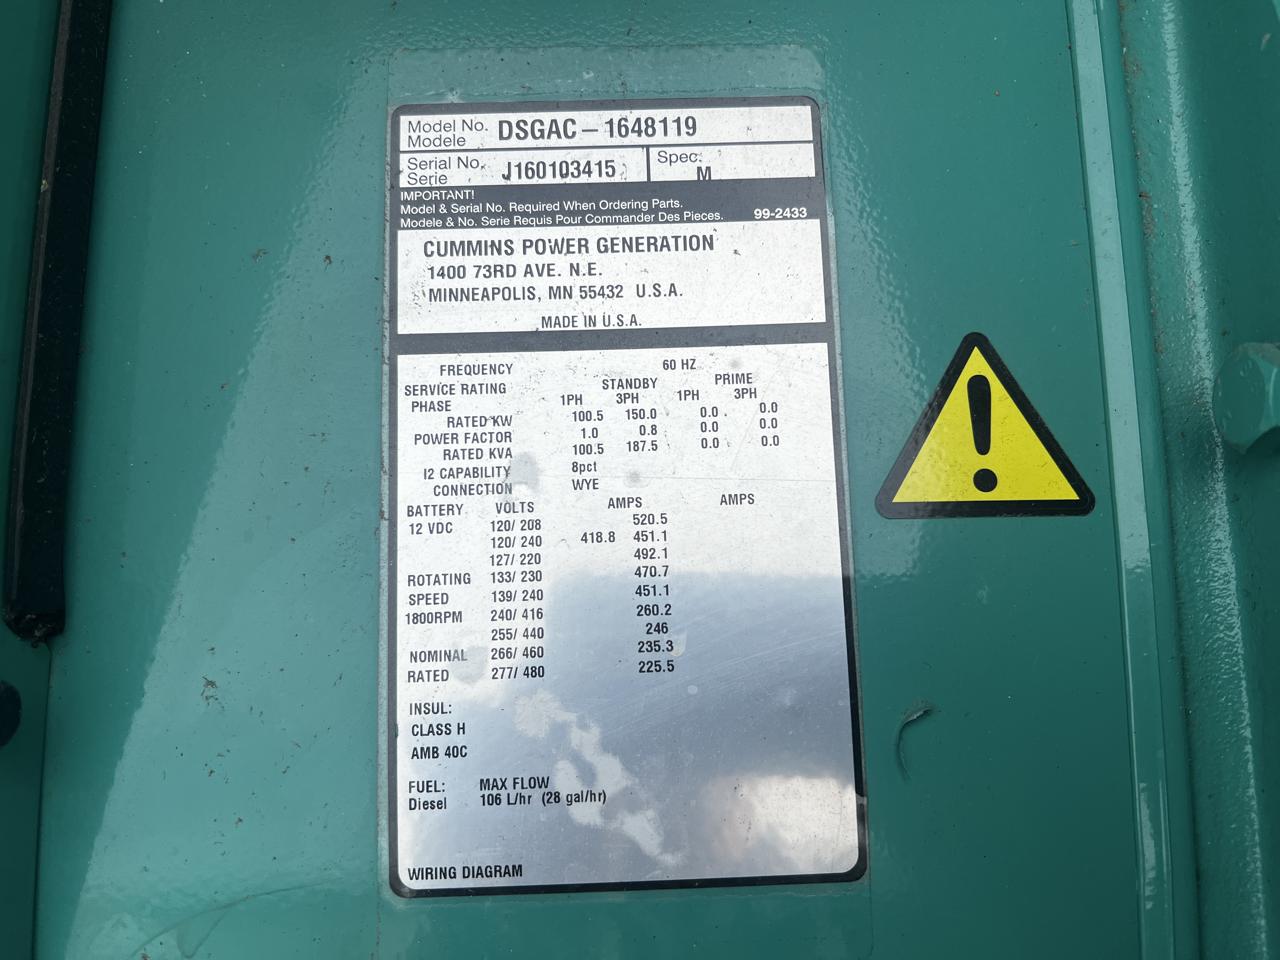 Model No. DSGAC-1648119
Modele
Serial No. J160103415 Spec:
Serie M
IMPORTANT!
Model & Serial No. Required When Ordering Parts.
Modele & No. Serie Requis Pour Commander Des Pieces. 99-2433
CUMMINS POWER GENERATION
1400 73RD AVE. N.E.
MINNEAPOLIS, MN 55432 U.S.A.
MADE IN U.S.A.
FREQUENCY 60 HZ
SERVICE RATING STANDBY PRIME
PHASE 1PH 3PH 1PH 3PH
RATED KW 100.5 150.0 0.0 0.0
POWER FACTOR 1.0 0.8 0.0 0.0
RATED KVA 100.5 187.5 0.0 0.0
I2 CAPABILITY 8pct
CONNECTION WYE
BATTERY VOLTS AMPS AMPS
12 VDC 120/ 208 520.5
120/ 240 418.8 451.1
127/ 220 492.1
ROTATING 133/ 230 470.7
SPEED 139/ 240 451.1
1800RPM 240/ 416 260.2
255/ 440 246
NOMINAL 266/ 460 235.3
RATED 277/ 480 225.5
INSUL:
CLASS H
AMB 40C
FUEL: MAX FLOW
Diesel 106 L/hr (28 gal/hr)
WIRING DIAGRAM